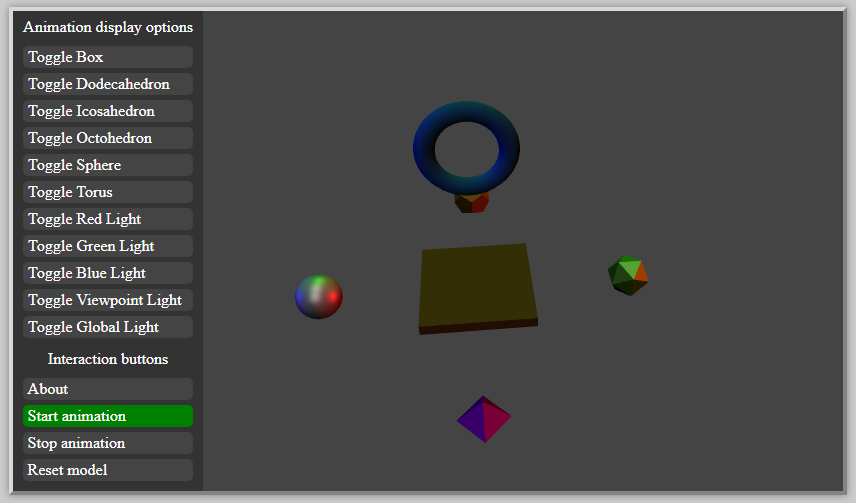 Animation display options
Toggle Box
Toggle Dodecahedron
Toggle Icosahedron
Toggle Octohedron
Toggle Sphere
Toggle Torus
Toggle Red Light
Toggle Green Light
Toggle Blue Light
Toggle Viewpoint Light
Toggle Global Light
Interaction buttons
About
Start animation
Stop animation
Reset model